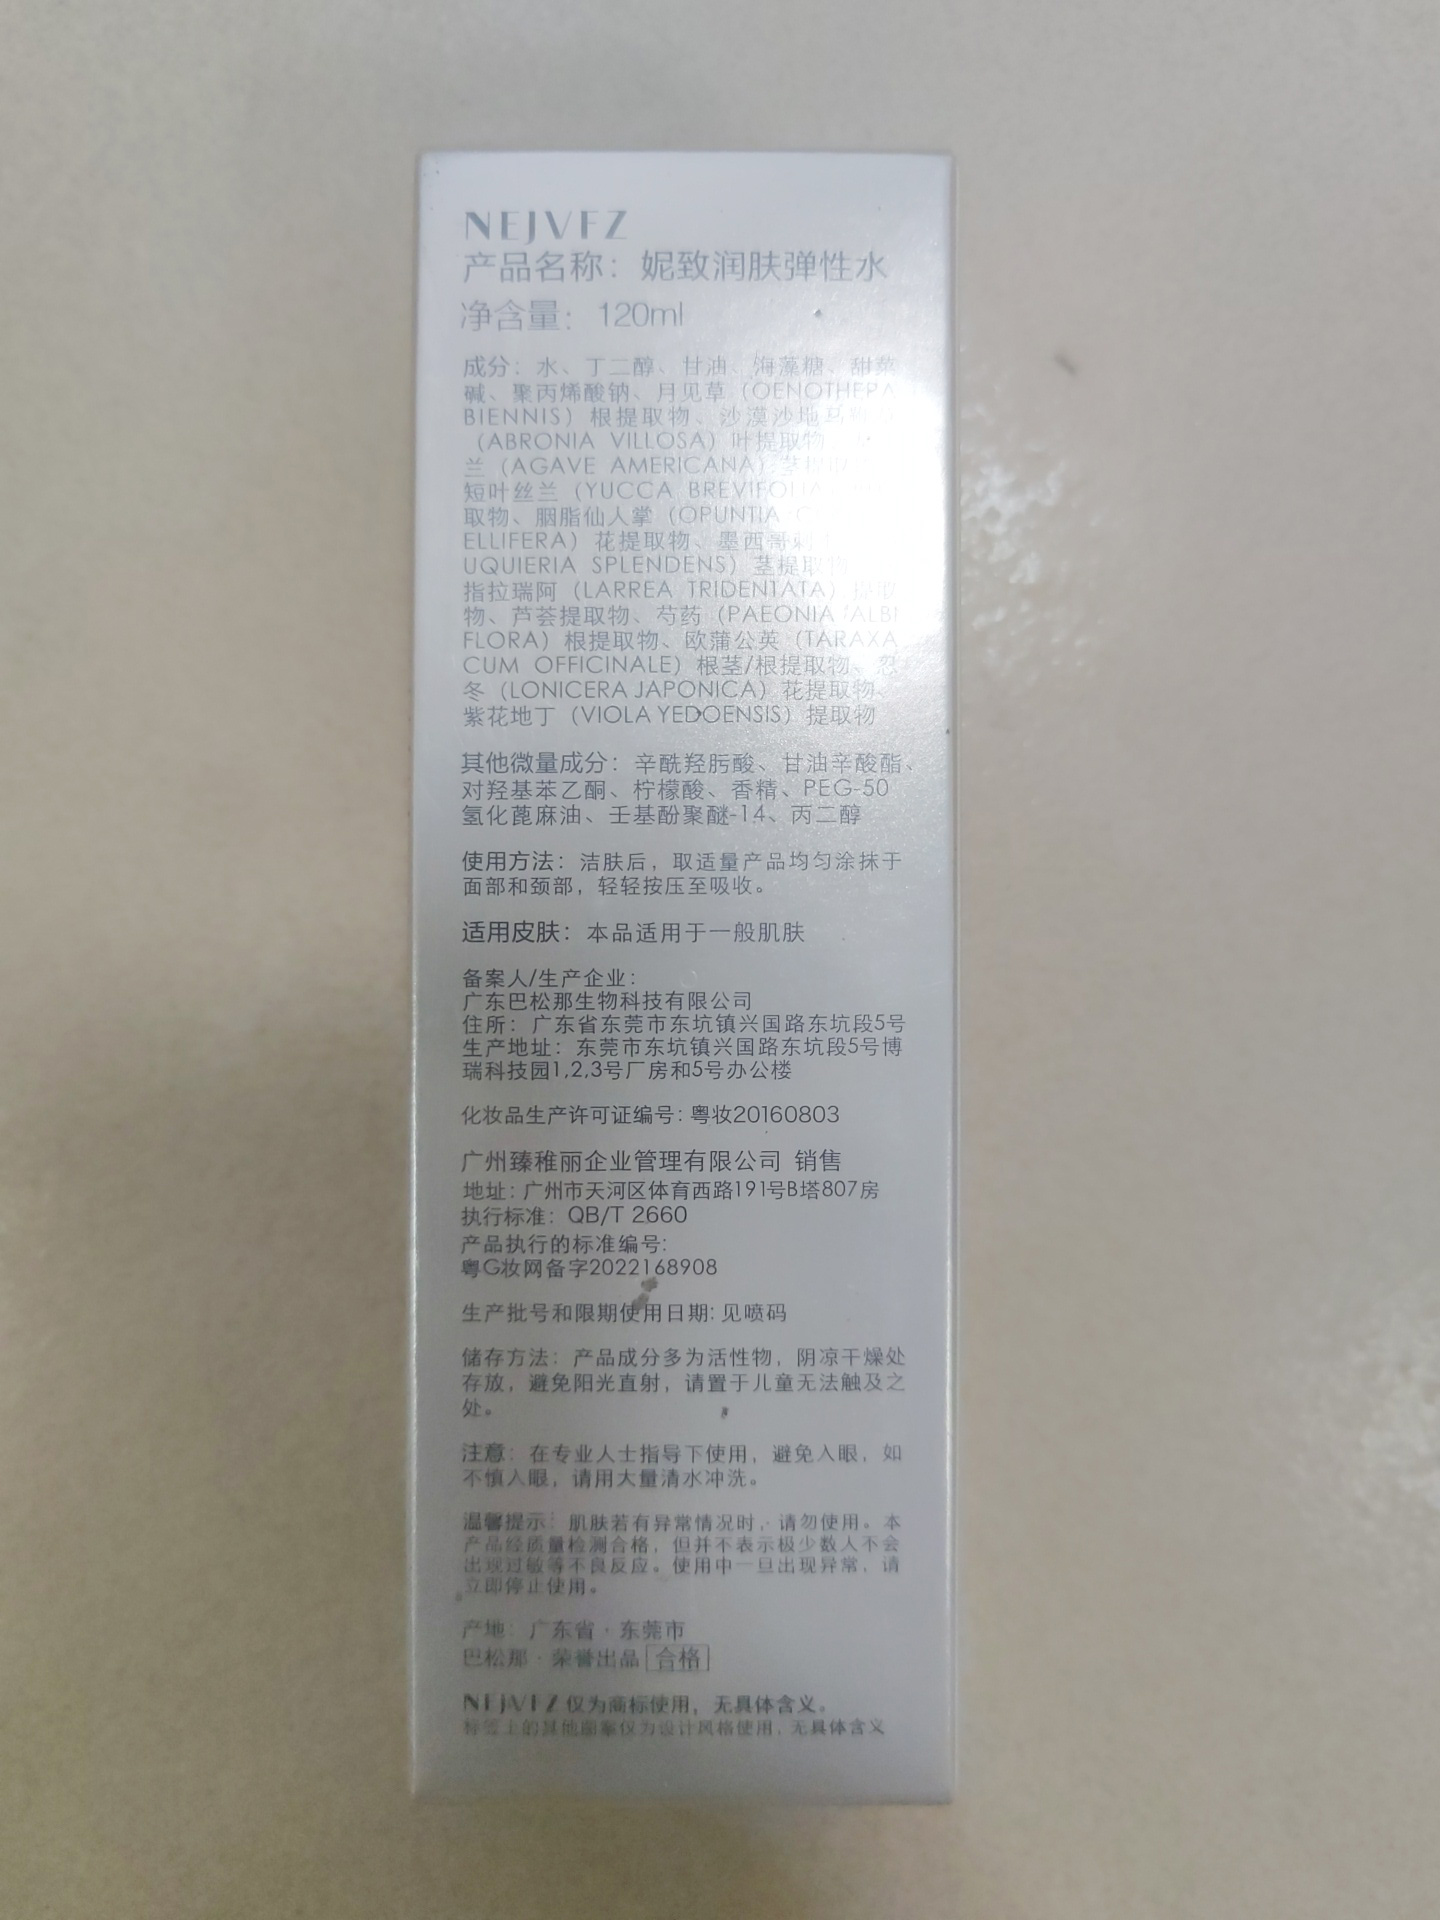 NEJVFZ
产品名称：妮致润肤弹性水
净含量：120ml
成分：水、丁二醇、甘油、海藻糖、甜菜
碱、聚丙烯酸钠、月见草（OENOTHERA
BIENNIS）根提取物、沙漠沙地马鞭草
（ABRONIA VILLOSA）叶提取物、
兰（AGAVE AMERICANA）茎提取
短叶丝兰（YUCCA BREVIFOLIA）
取物、胭脂仙人掌（OPUNTIA C
ELLIFERA）花提取物、墨西哥刺
UQUIERIA SPLENDENS）茎提取物
指拉瑞阿（LARREA TRIDENTATA）提取
物、芦荟提取物、芍药（PAEONIA ALBI
FLORA）根提取物、欧蒲公英（TARAXA
CUM OFFICINALE）根茎/根提取物、忍
冬（LONICERA JAPONICA）花提取物、
紫花地丁（VIOLA YEDOENSIS）提取物
其他微量成分：辛酰羟肟酸、甘油辛酸酯、
对羟基苯乙酮、柠檬酸、香精、PEG-50
氢化蓖麻油、壬基酚聚醚-14、丙二醇
使用方法：洁肤后，取适量产品均匀涂抹于
面部和颈部，轻轻按压至吸收。
适用皮肤：本品适用于一般肌肤
备案人/生产企业：
广东巴松那生物科技有限公司
住所：广东省东莞市东坑镇兴国路东坑段5号
生产地址：东莞市东坑镇兴国路东坑段5号博
瑞科技园1,2,3号厂房和5号办公楼
化妆品生产许可证编号：粤妆20160803
广州臻稚丽企业管理有限公司 销售
地址：广州市天河区体育西路191号B塔807房
执行标准：QB/T 2660
产品执行的标准编号：
粤G妆网备字2022168908
生产批号和限期使用日期：见喷码
储存方法：产品成分多为活性物，阴凉干燥处
存放，避免阳光直射，请置于儿童无法触及之
处。
注意：在专业人士指导下使用，避免入眼，如
不慎入眼，请用大量清水冲洗。
温馨提示：肌肤若有异常情况时，请勿使用。本
产品经质量检测合格，但并不表示极少数人不会
出现过敏等不良反应。使用中一旦出现异常，请
立即停止使用。
产地：广东省·东莞市
巴松那·荣誉出品 合格
NEJVFZ 仅为商标使用，无具体含义。
标签上的其他图案仅为设计风格使用，无具体含义